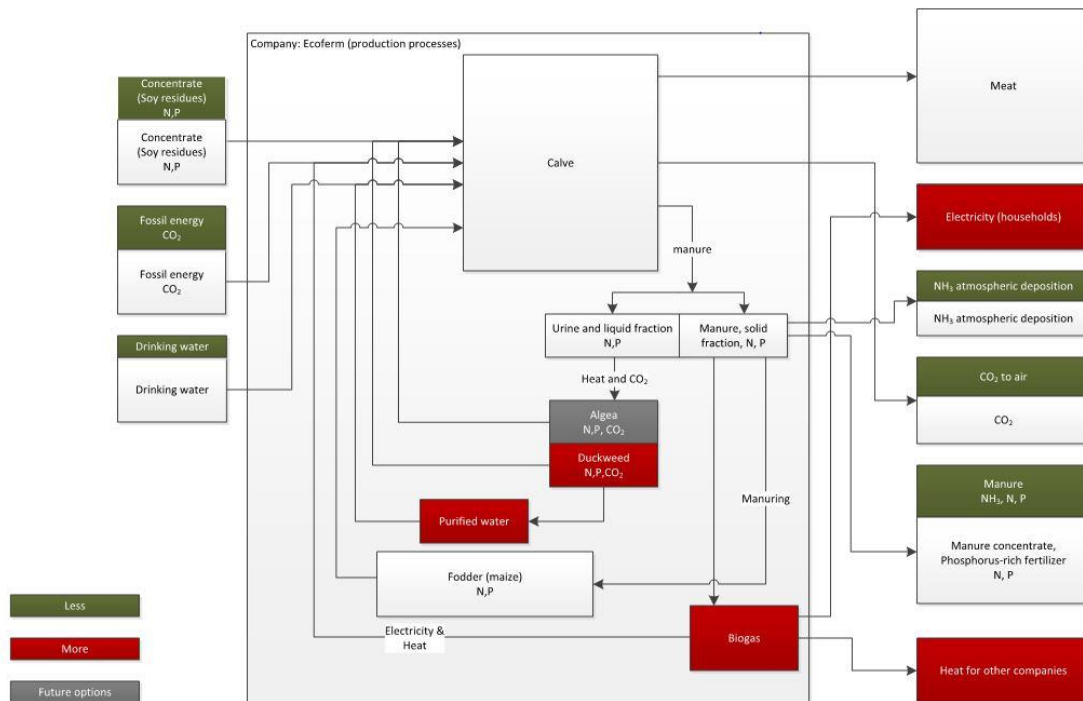 Company: Ecoferm (production processes)
Concentrate
(Soy residues)
N,P
Concentrate
(Soy residues)
N,P
Fossil energy
CO₂
Fossil energy
CO₂
Drinking water
Drinking water
Calve
manure
Urine and liquid fraction
N,P
Manure, solid
fraction, N, P
Heat and CO₂
Algea
N,P, CO₂
Duckweed
N,P,CO₂
Purified water
Manuring
Fodder (maize)
N,P
Electricity &
Heat
Biogas
Meat
Electricity (households)
NH₃ atmospheric deposition
NH₃ atmospheric deposition
CO₂ to air
CO₂
Manure
NH₃, N, P
Manure concentrate,
Phosphorus-rich fertilizer
N, P
Heat for other companies
Less
More
Future options